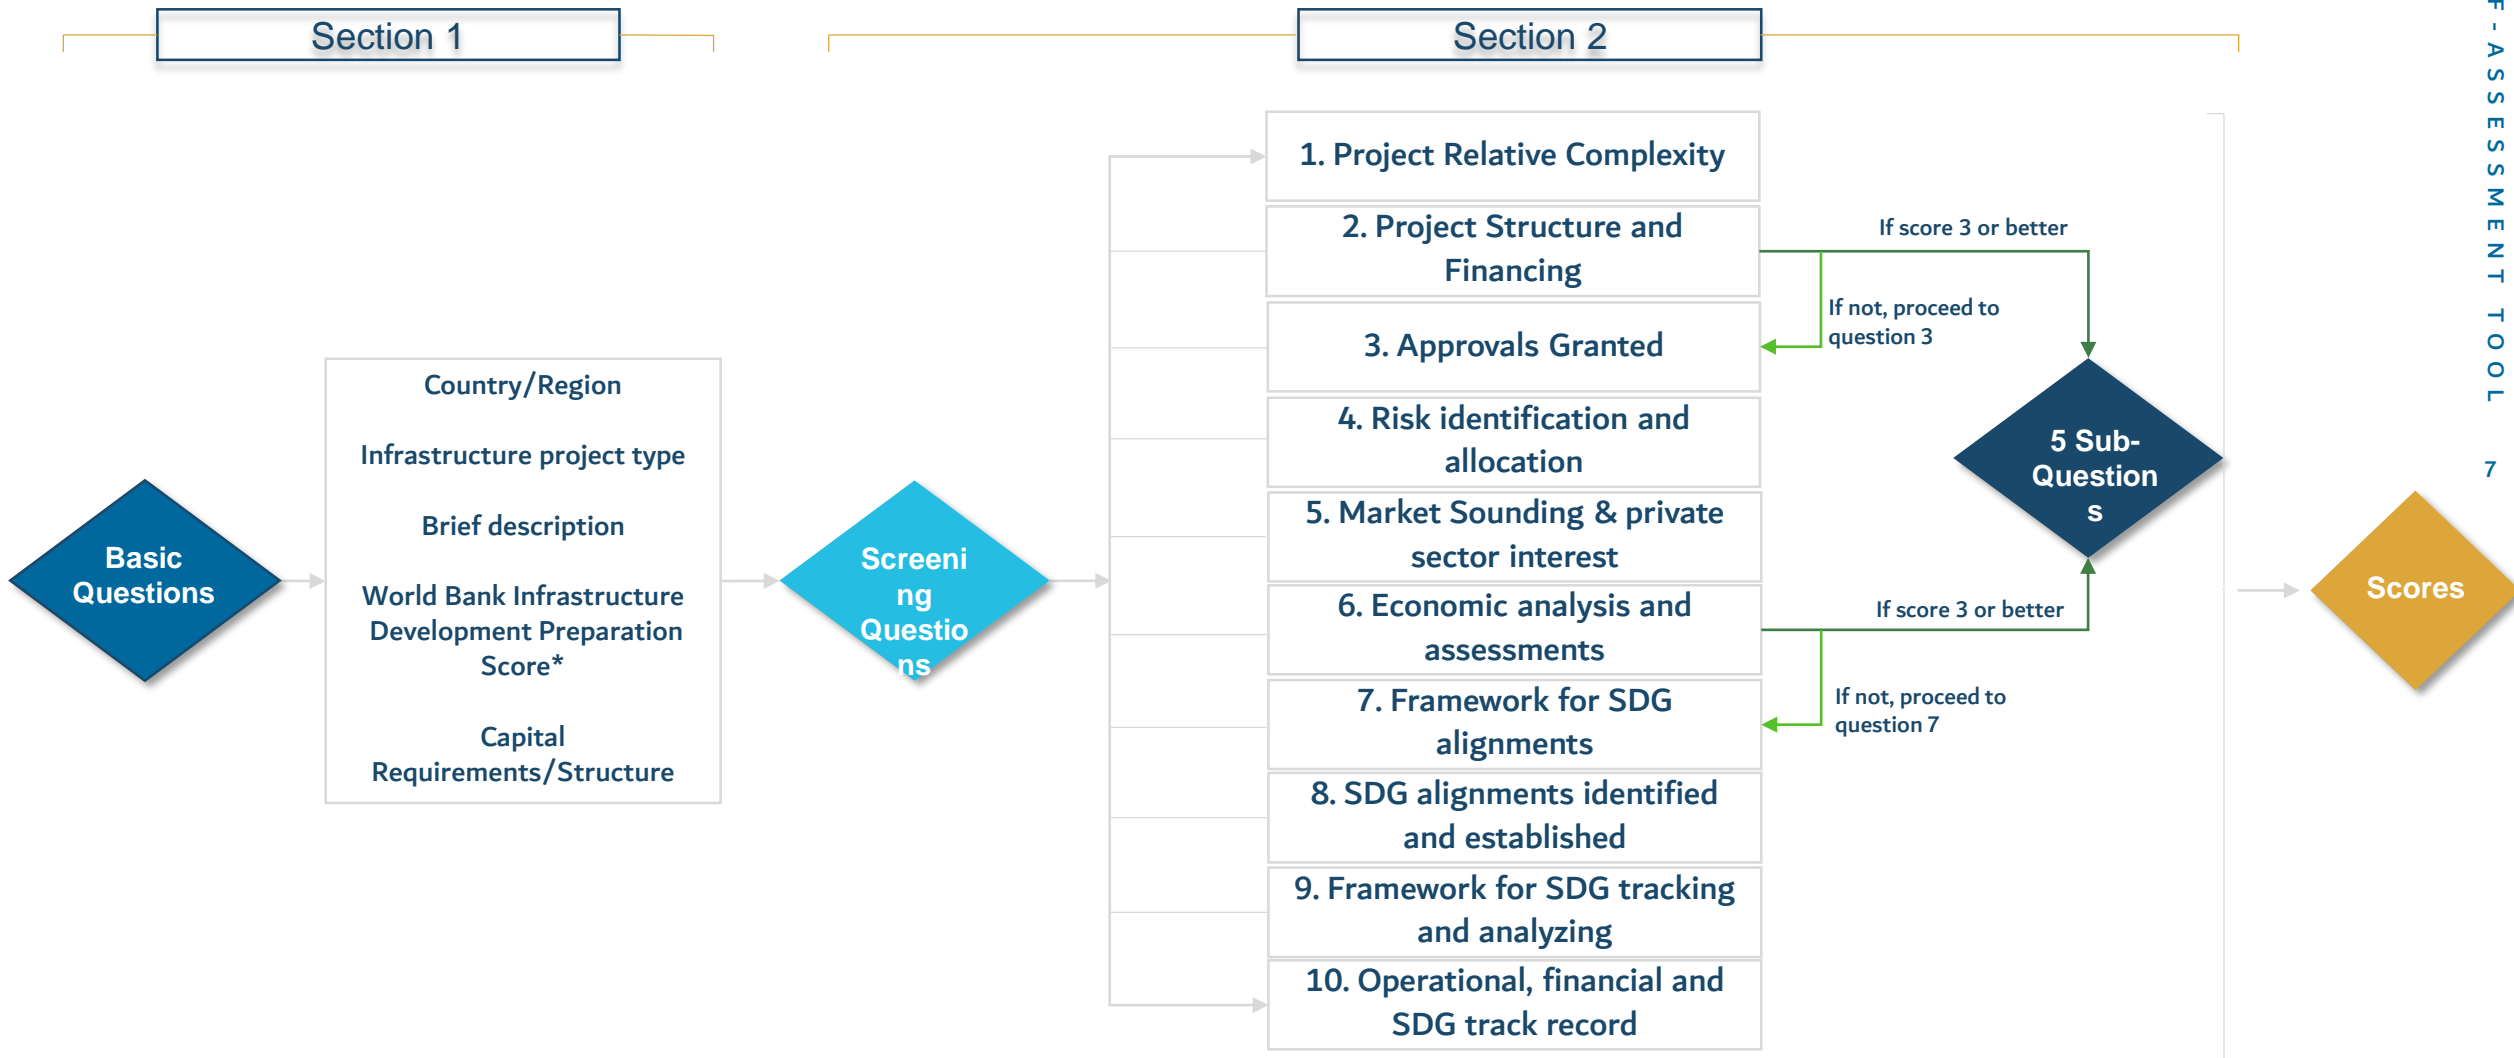 Section 1
Section 2
Basic
Questions
Country/Region
Infrastructure project type
Brief description
World Bank Infrastructure
Development Preparation
Score*
Capital
Requirements/Structure
Screeni
ng
Questio
ns
1. Project Relative Complexity
2. Project Structure and
Financing
3. Approvals Granted
4. Risk identification and
allocation
5. Market Sounding & private
sector interest
6. Economic analysis and
assessments
7. Framework for SDG
alignments
8. SDG alignments identified
and established
9. Framework for SDG tracking
and analyzing
10. Operational, financial and
SDG track record
If score 3 or better
If not, proceed to
question 3
5 Sub-
Question
s
If score 3 or better
If not, proceed to
question 7
Scores
F-ASSESSMENT TOOL 7